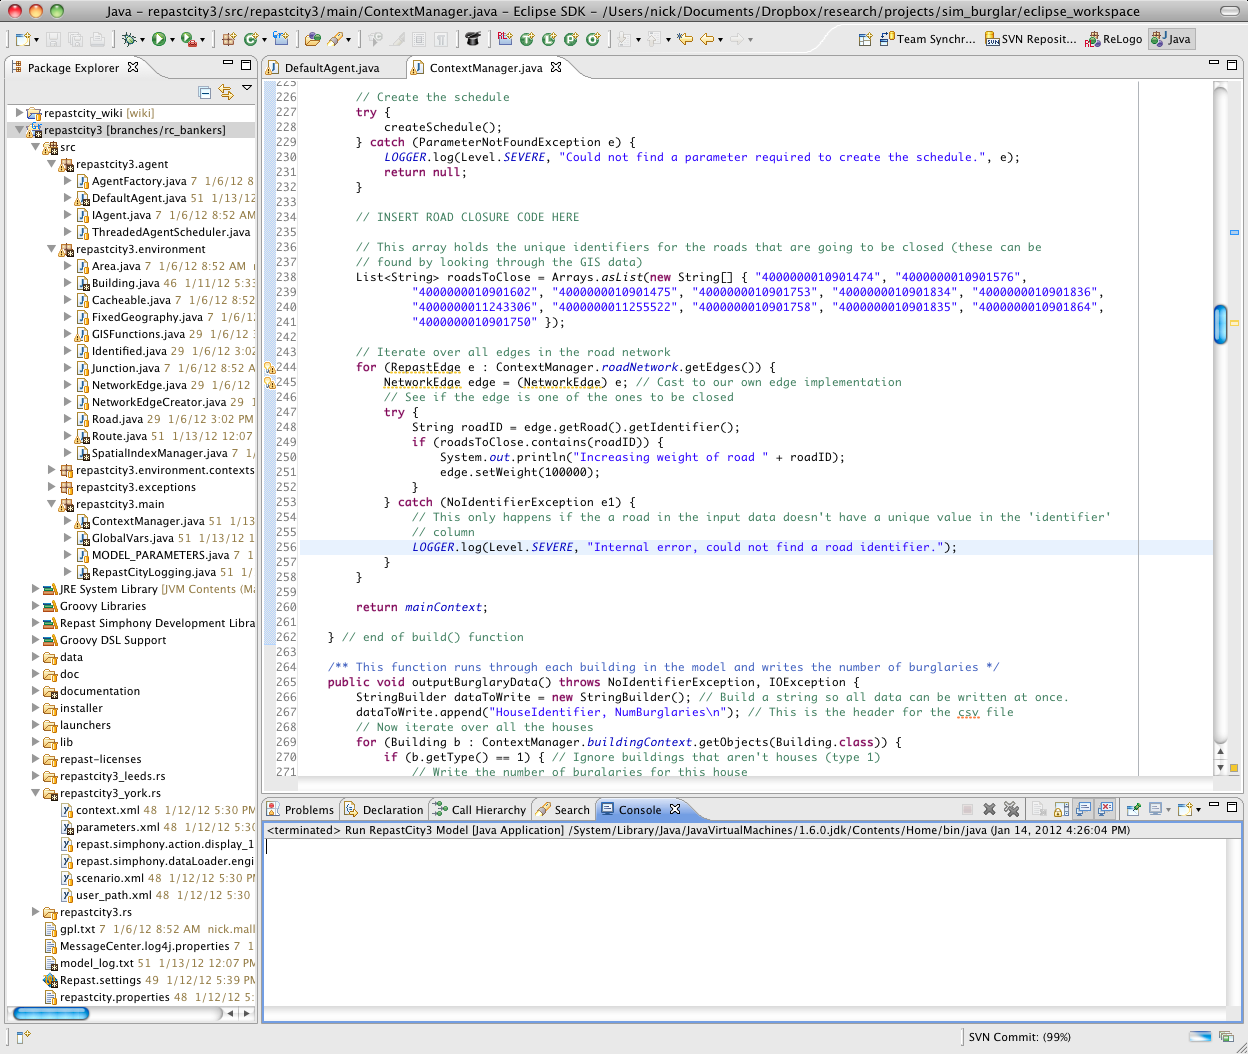 Java – repastcity3/src/repastcity3/main/ContextManager.java – Eclipse SDK – /Users/nick/Documents/Dropbox/research/projects/sim_burglar/eclipse_workspace
Team Synchr...
SVN Reposit...
ReLogo
Java
Package Explorer
repastcity_wiki [wiki]
repastcity3 [branches/rc_bankers]
src
repastcity3.agent
AgentFactory.java 7 1/6/12 8
DefaultAgent.java 51 1/13/12
IAgent.java 7 1/6/12 8:52 AM
ThreadedAgentScheduler.java
repastcity3.environment
Area.java 7 1/6/12 8:52 AM
Building.java 46 1/11/12 5:33
Cacheable.java 7 1/6/12 8:52
FixedGeography.java 7 1/6/12
GISFunctions.java 29 1/6/12
Identified.java 29 1/6/12 3:02
Junction.java 7 1/6/12 8:52 A
NetworkEdge.java 29 1/6/12
NetworkEdgeCreator.java 29 1
Road.java 29 1/6/12 3:02 PM
Route.java 51 1/13/12 12:07
SpatialIndexManager.java 7 1/
repastcity3.environment.contexts
repastcity3.exceptions
repastcity3.main
ContextManager.java 51 1/13
GlobalVars.java 51 1/13/12 1
MODEL_PARAMETERS.java 7 1
RepastCityLogging.java 51 1/
JRE System Library [JVM Contents (Ma
Groovy Libraries
Repast Simphony Development Libra
Groovy DSL Support
data
doc
documentation
installer
launchers
lib
repast-licenses
repastcity3_leeds.rs
repastcity3_york.rs
context.xml 48 1/12/12 5:30 PM
parameters.xml 48 1/12/12 5:30
repast.simphony.action.display_1
repast.simphony.dataLoader.engi
scenario.xml 48 1/12/12 5:30 PM
user_path.xml 48 1/12/12 5:30
repastcity3.rs
gpl.txt 7 1/6/12 8:52 AM nick.mall
MessageCenter.log4j.properties 7 1
model_log.txt 51 1/13/12 12:07 PM
Repast.settings 49 1/12/12 5:39 PM
repastcity.properties 48 1/12/12 5:
DefaultAgent.java
ContextManager.java
225
226 // Create the schedule
227 try {
228 createSchedule();
229 } catch (ParameterNotFoundException e) {
230 LOGGER.log(Level.SEVERE, "Could not find a parameter required to create the schedule.", e);
231 return null;
232 }
233
234 // INSERT ROAD CLOSURE CODE HERE
235
236 // This array holds the unique identifiers for the roads that are going to be closed (these can be
237 // found by looking through the GIS data)
238 List<String> roadsToClose = Arrays.asList(new String[] { "4000000010901474", "4000000010901576",
239 "4000000010901602", "4000000010901475", "4000000010901753", "4000000010901834", "4000000010901836",
240 "4000000011243306", "4000000011255522", "4000000010901758", "4000000010901835", "4000000010901864",
241 "4000000010901750" });
242
243 // Iterate over all edges in the road network
244 for (RepastEdge e : ContextManager.roadNetwork.getEdges()) {
245 NetworkEdge edge = (NetworkEdge) e; // Cast to our own edge implementation
246 // See if the edge is one of the ones to be closed
247 try {
248 String roadID = edge.getRoad().getIdentifier();
249 if (roadsToClose.contains(roadID)) {
250 System.out.println("Increasing weight of road " + roadID);
251 edge.setWeight(100000);
252 }
253 } catch (NoIdentifierException e1) {
254 // This only happens if the a road in the input data doesn't have a unique value in the 'identifier'
255 // column
256 LOGGER.log(Level.SEVERE, "Internal error, could not find a road identifier.");
257 }
258 }
259
260 return mainContext;
261
262 } // end of build() function
263
264 /** This function runs through each building in the model and writes the number of burglaries */
265 public void outputBurglaryData() throws NoIdentifierException, IOException {
266 StringBuilder dataToWrite = new StringBuilder(); // Build a string so all data can be written at once.
267 dataToWrite.append("HouseIdentifier, NumBurglaries\n"); // This is the header for the csv file
268 // Now iterate over all the houses
269 for (Building b : ContextManager.buildingContext.getObjects(Building.class)) {
270 if (b.getType() == 1) { // Ignore buildings that aren't houses (type 1)
271 // Write the number of burglaries for this house
Problems
Declaration
Call Hierarchy
Search
Console
<terminated> Run RepastCity3 Model [Java Application] /System/Library/Java/JavaVirtualMachines/1.6.0.jdk/Contents/Home/bin/java (Jan 14, 2012 4:26:04 PM)
SVN Commit: (99%)